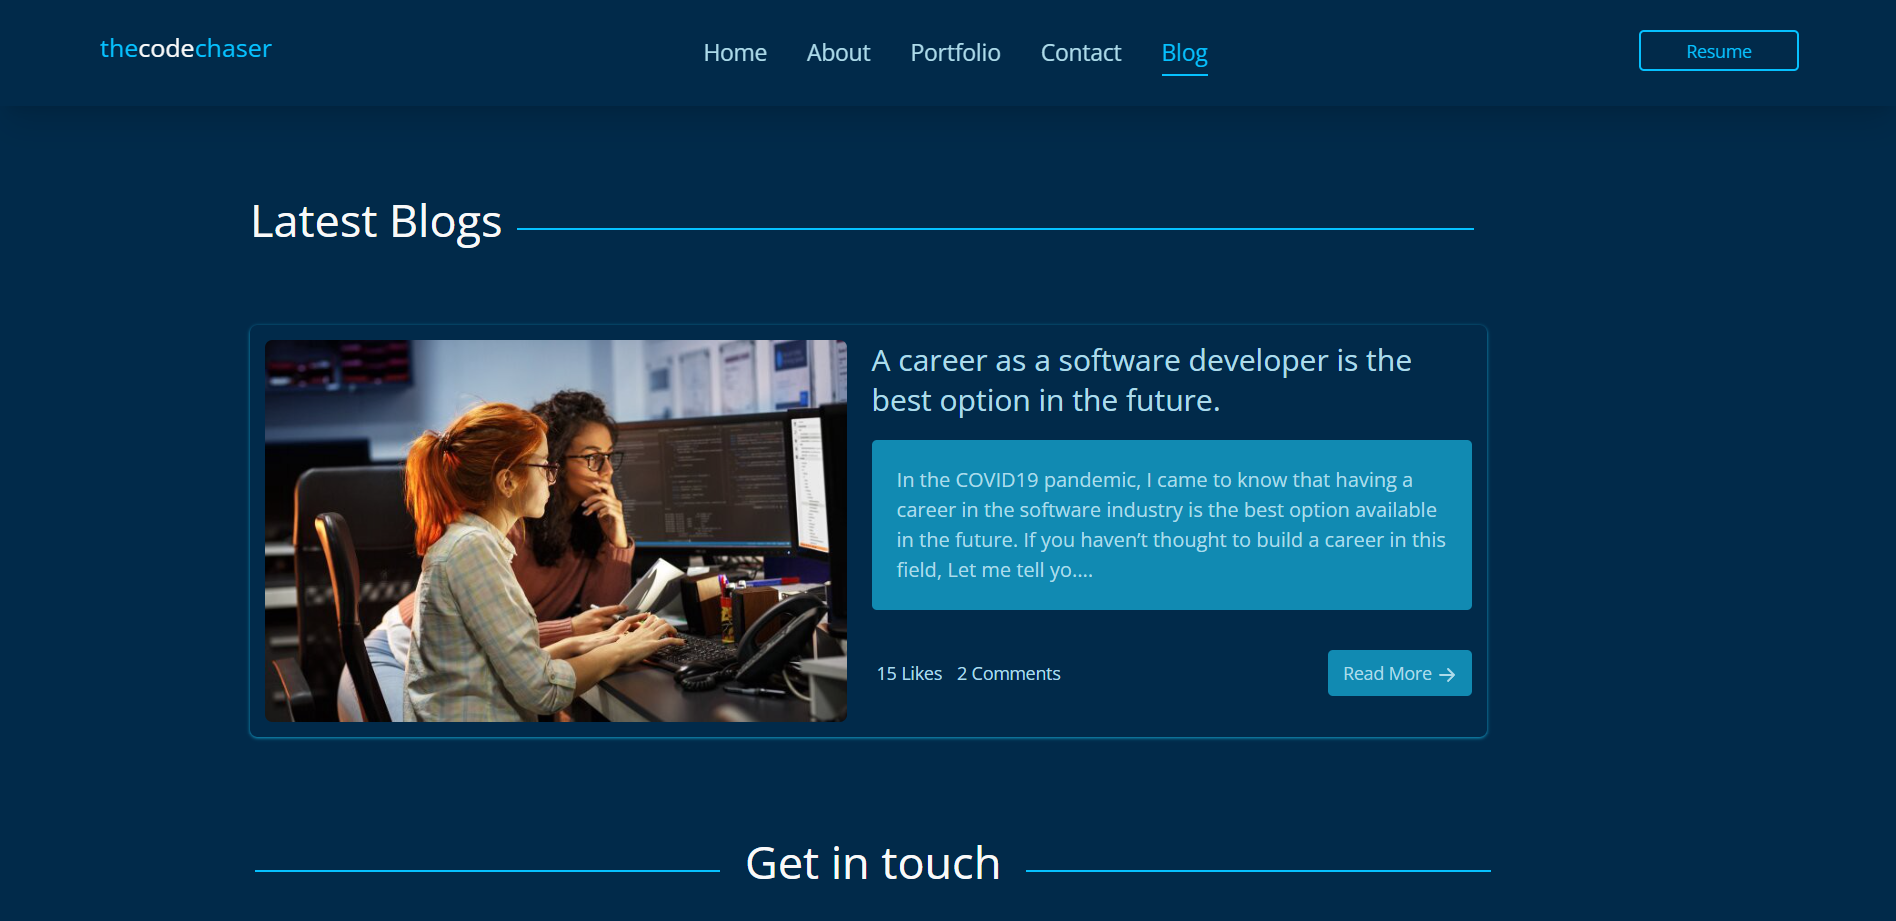 thecodechaser
Home About Portfolio Contact Blog
Resume
Latest Blogs
A career as a software developer is the
best option in the future.
In the COVID19 pandemic, I came to know that having a
career in the software industry is the best option available
in the future. If you haven’t thought to build a career in this
field, Let me tell yo....
15 Likes 2 Comments
Read More →
Get in touch